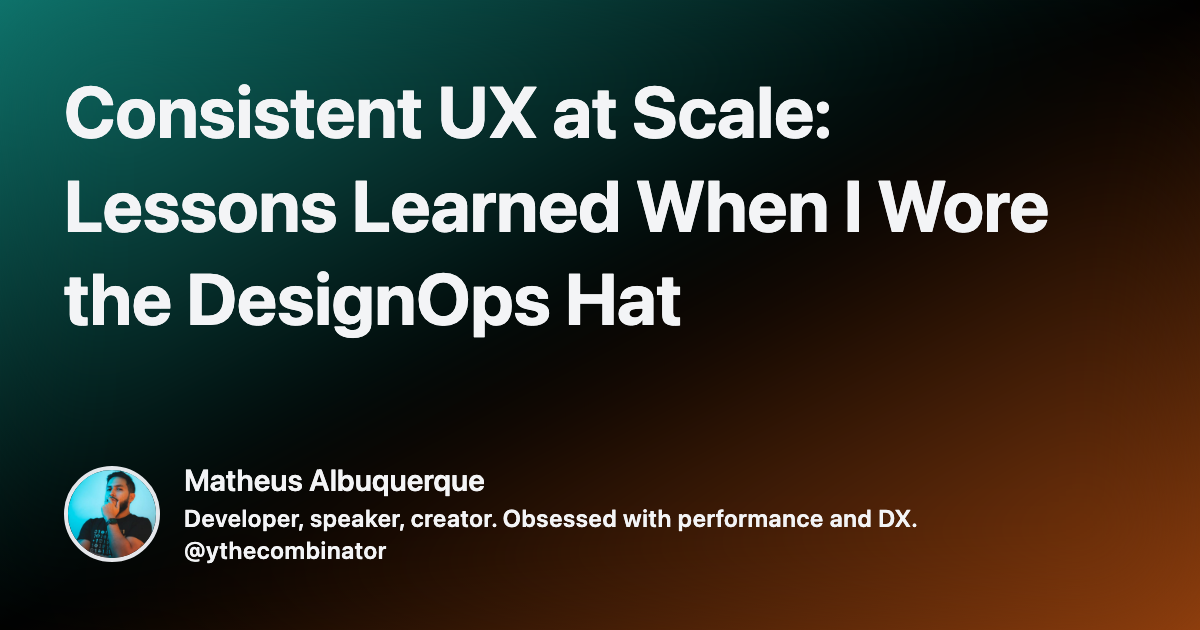 Consistent UX at Scale:
Lessons Learned When I Wore
the DesignOps Hat
Matheus Albuquerque
Developer, speaker, creator. Obsessed with performance and DX.
@ythecombinator